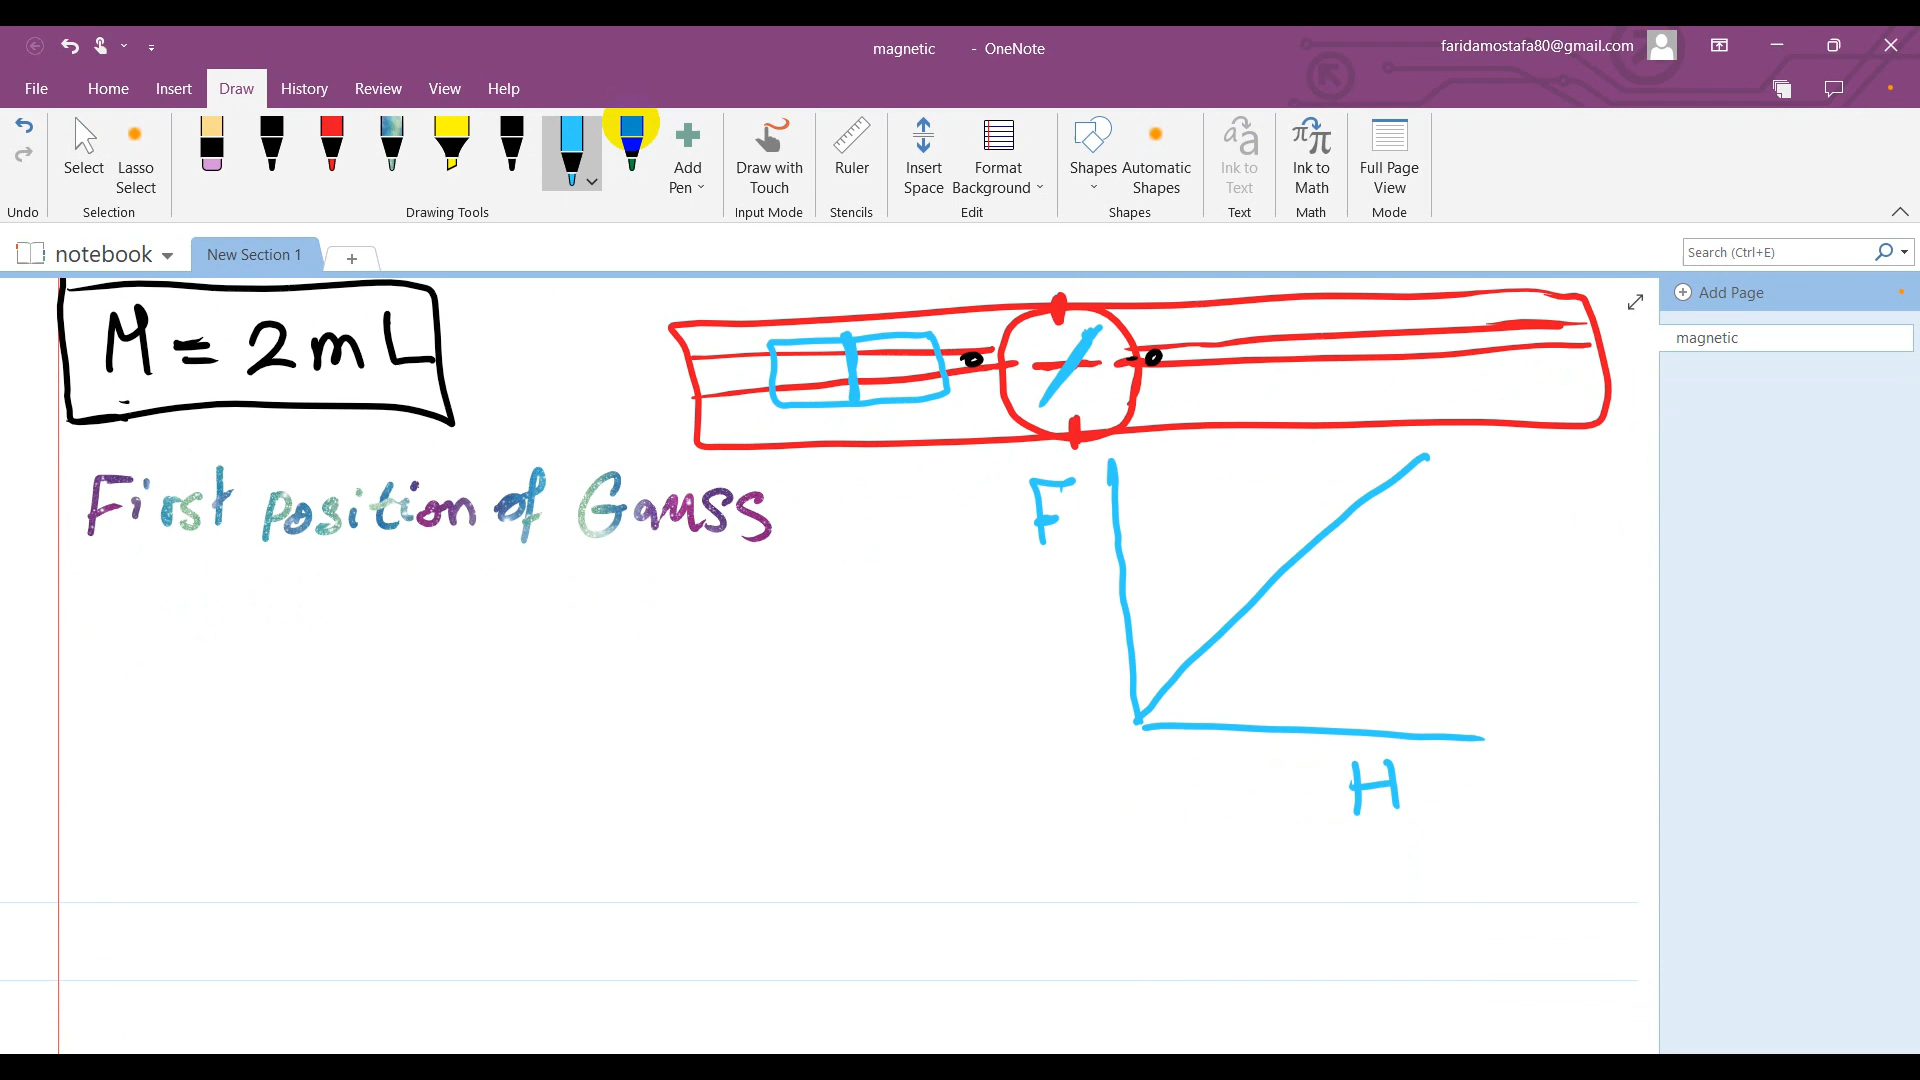 magnetic - OneNote
faridamostafa80@gmail.com
File Home Insert Draw History Review View Help
Select
Lasso Select
Add Pen
Draw with Touch
Ruler
Insert Space
Format Background
Shapes
Automatic Shapes
Ink to Text
Ink to Math
Full Page View
Undo Selection Drawing Tools Input Mode Stencils Edit Shapes Text Math Mode
notebook New Section 1 +
Search (Ctrl+E)
Add Page
magnetic
M = 2mL
0 0
First position of Gauss
F
H